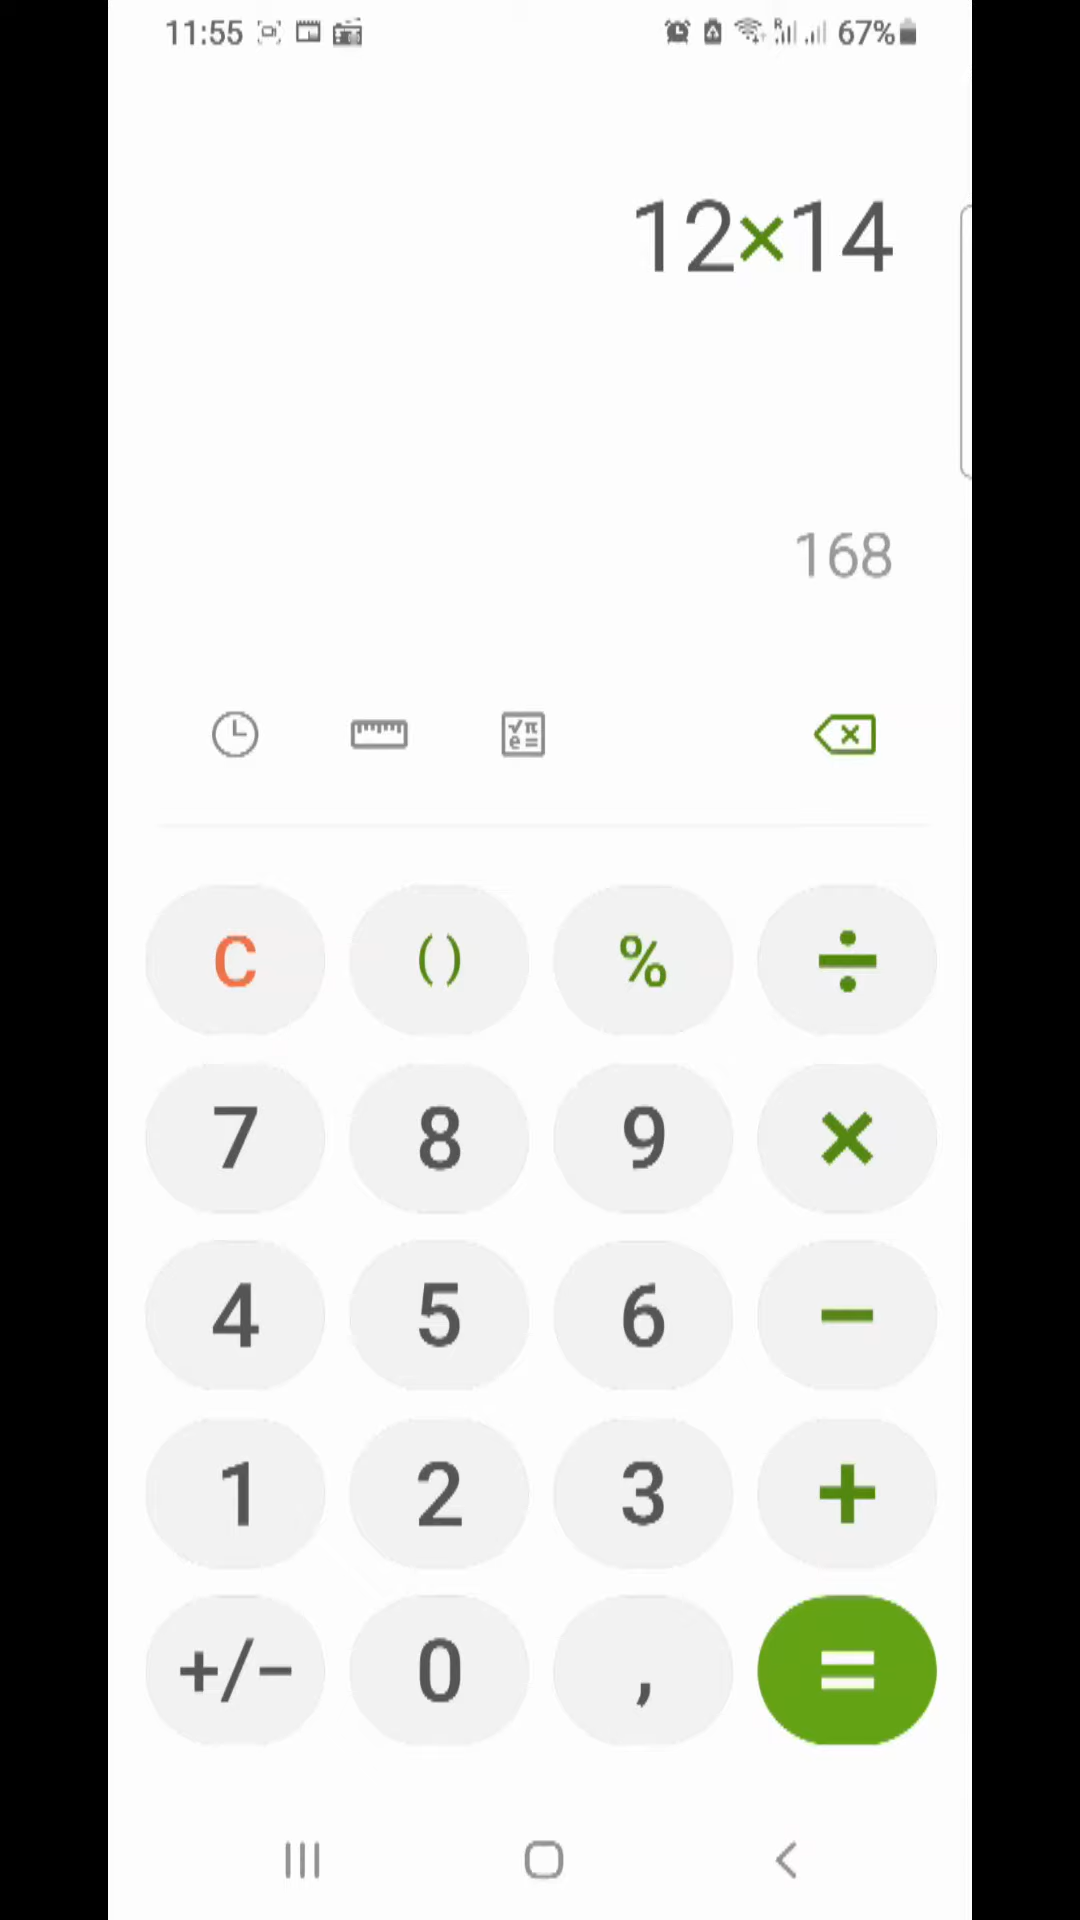 11:55 67%
12×14
168
C () % ÷
7 8 9 ×
4 5 6 −
1 2 3 +
+/− 0 , =